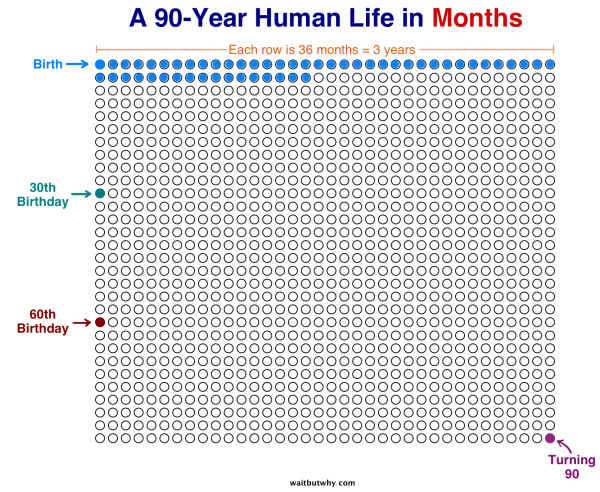 A 90-Year Human Life in Months
Each row is 36 months = 3 years
Birth
30th
Birthday
60th
Birthday
Turning
90
waitbutwhy.com